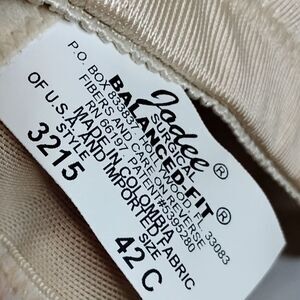 Jodee ®
SURGICAL
BALANCED FIT ®
P.O. BOX 833837, HOLLYWOOD, FL. 33083
FIBERS AND CARE ON REVERSE
RN 66197 PATENT#5395280
MADE IN COLOMBIA FABRIC
OF U.S.A AND IMPORTED
STYLE SIZE
3215 42 C